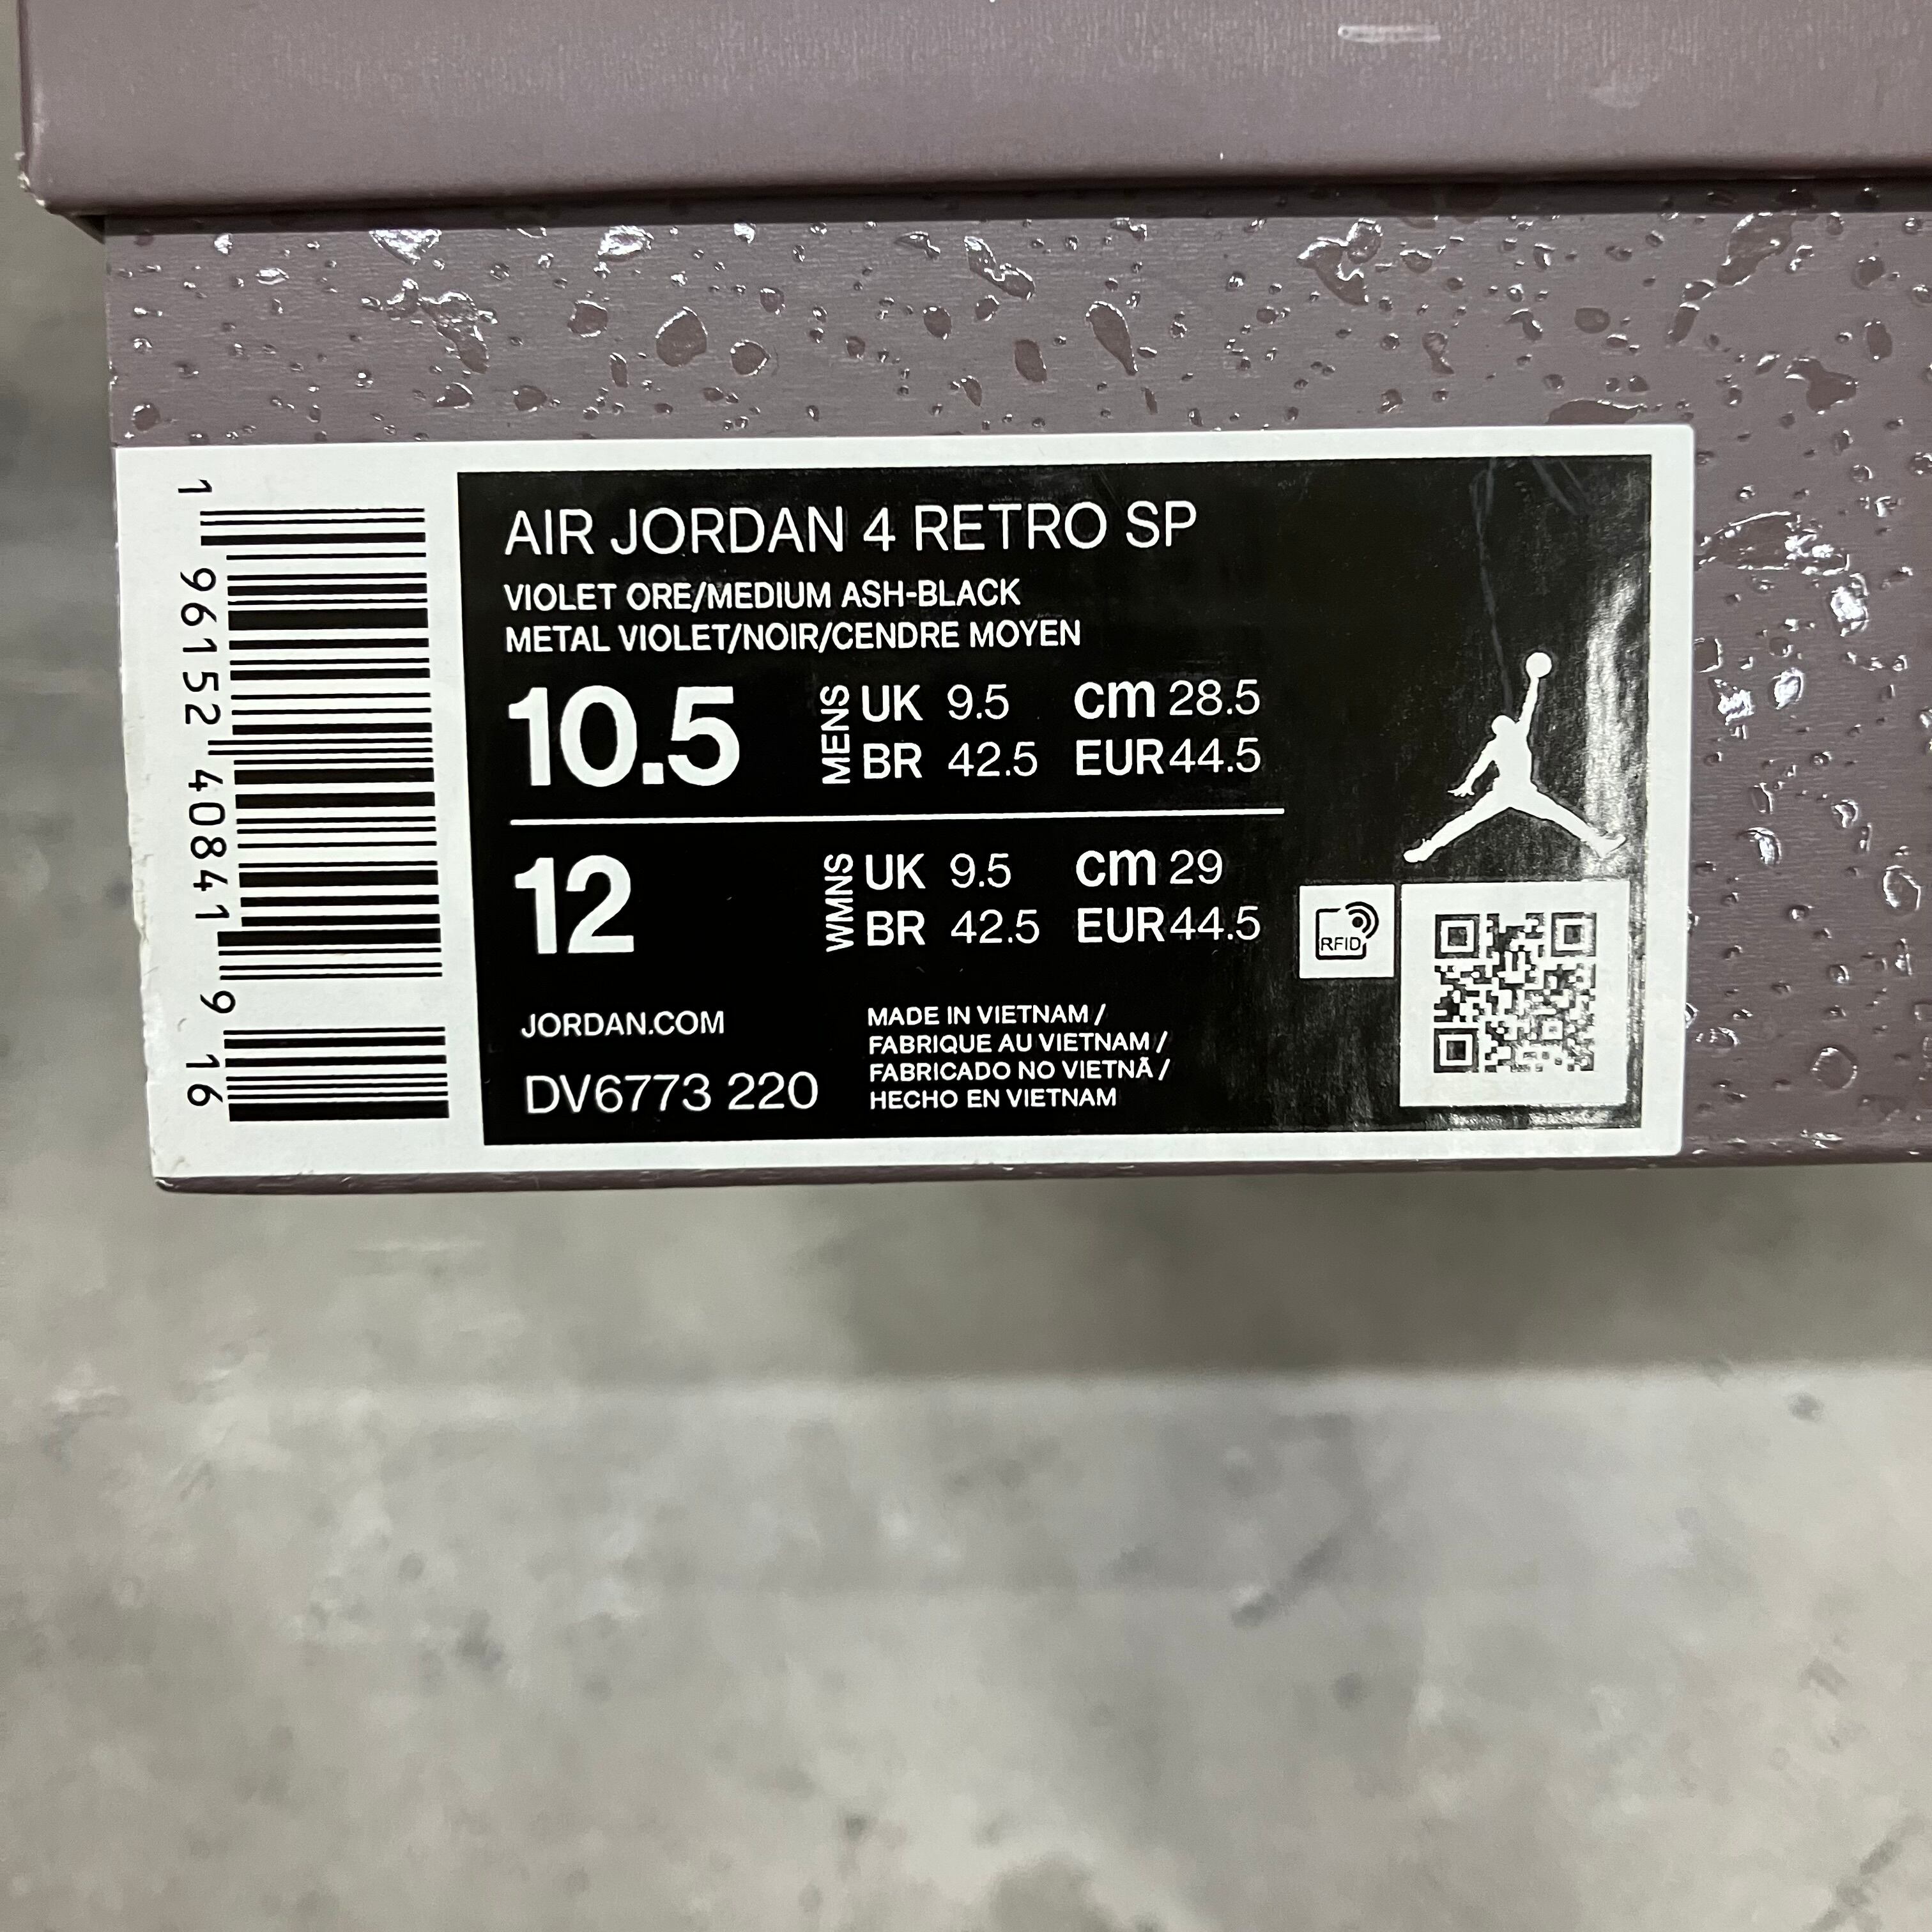 AIR JORDAN 4 RETRO SP
VIOLET ORE/MEDIUM ASH-BLACK
METAL VIOLET/NOIR/CENDRE MOYEN
10.5 MENS UK 9.5 cm 28.5
BR 42.5 EUR 44.5
12 WMNS UK 9.5 cm 29
BR 42.5 EUR 44.5
RFID
JORDAN.COM
DV6773 220
MADE IN VIETNAM /
FABRIQUE AU VIETNAM /
FABRICADO NO VIETNÃ /
HECHO EN VIETNAM
1 96152 40841 9 16